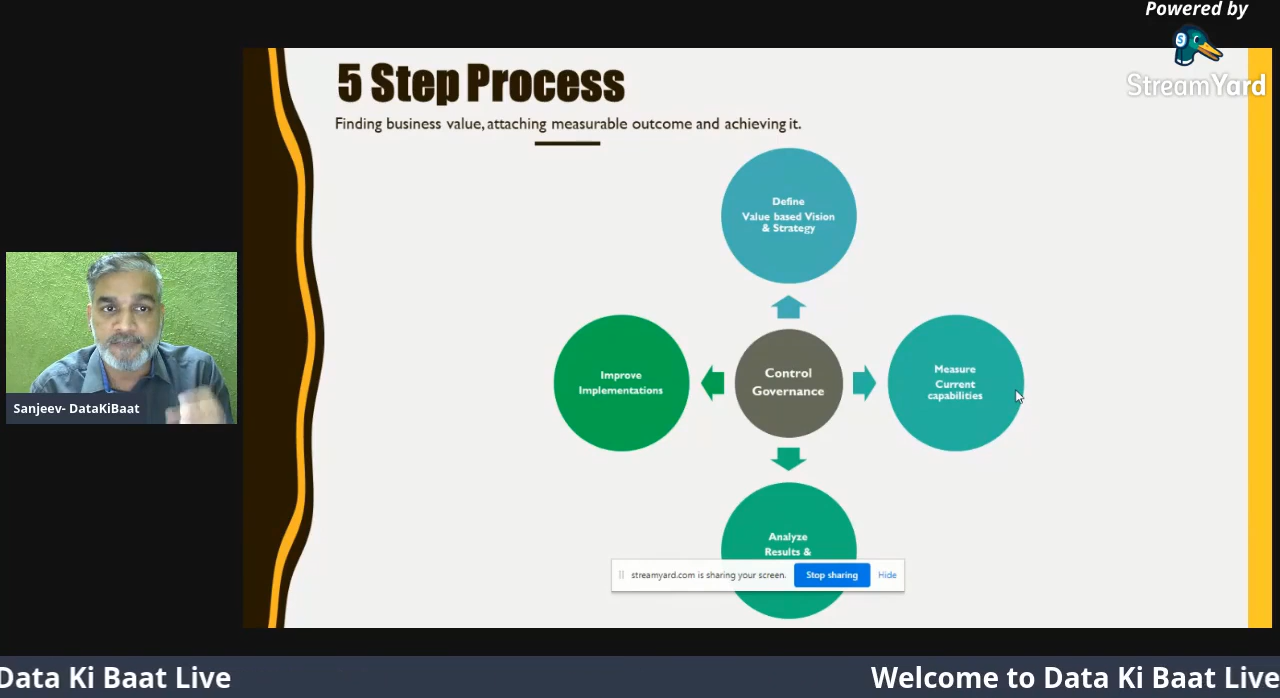 Powered by
StreamYard
5 Step Process
Finding business value, attaching measurable outcome and achieving it.
Define
Value based Vision
& Strategy
Improve
Implementations
Control
Governance
Measure
Current
capabilities
Analyze
Results &
streamyard.com is sharing your screen.
Stop sharing
Hide
Sanjeev- DataKiBaat
Data Ki Baat Live
Welcome to Data Ki Baat Live